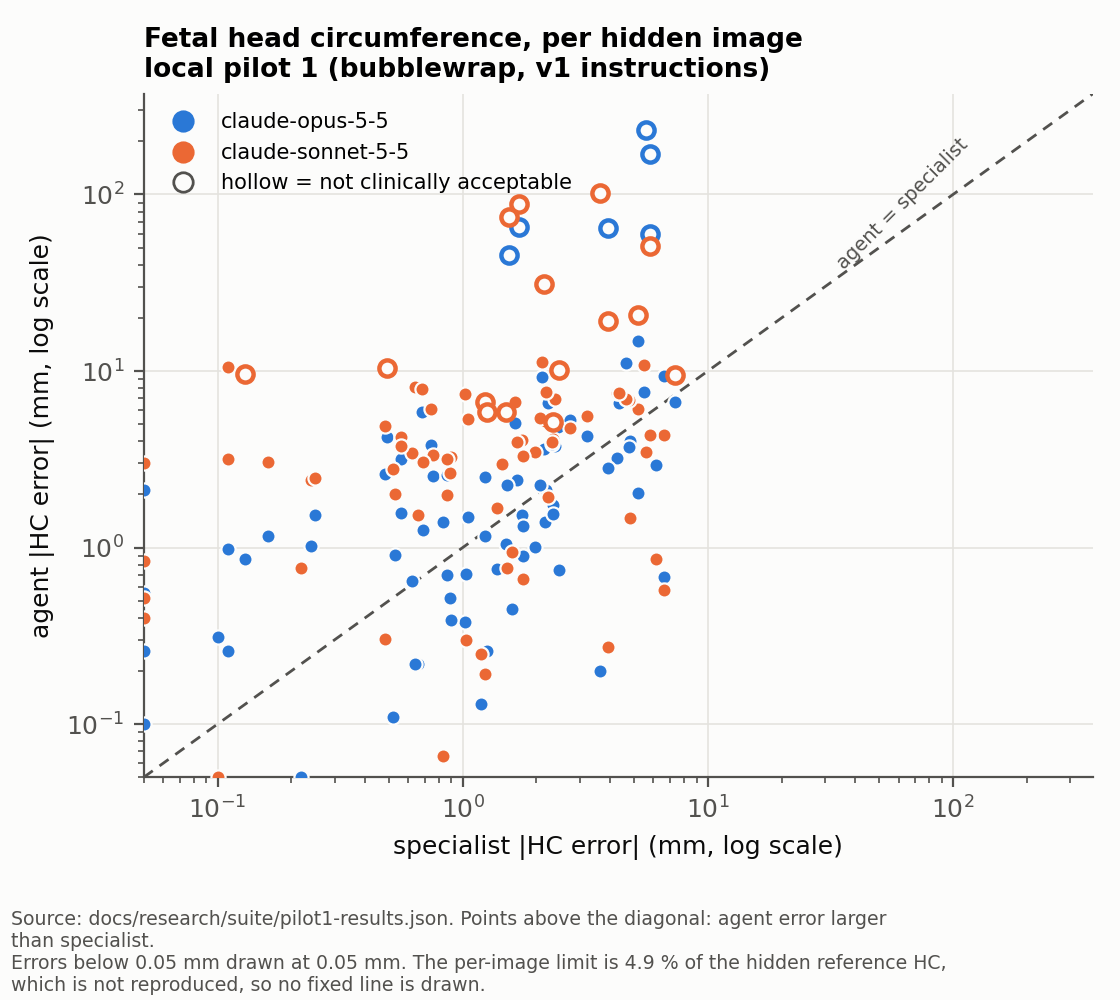 Fetal head circumference, per hidden image
local pilot 1 (bubblewrap, v1 instructions)
claude-opus-5-5
claude-sonnet-5-5
hollow = not clinically acceptable
agent = specialist
agent |HC error| (mm, log scale)
10²
10¹
10⁰
10⁻¹
10⁻¹ 10⁰ 10¹ 10²
specialist |HC error| (mm, log scale)
Source: docs/research/suite/pilot1-results.json. Points above the diagonal: agent error larger
than specialist.
Errors below 0.05 mm drawn at 0.05 mm. The per-image limit is 4.9 % of the hidden reference HC,
which is not reproduced, so no fixed line is drawn.